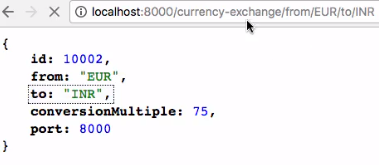 localhost:8000/currency-exchange/from/EUR/to/INR
{
id: 10002,
from: "EUR",
to: "INR",
conversionMultiple: 75,
port: 8000
}